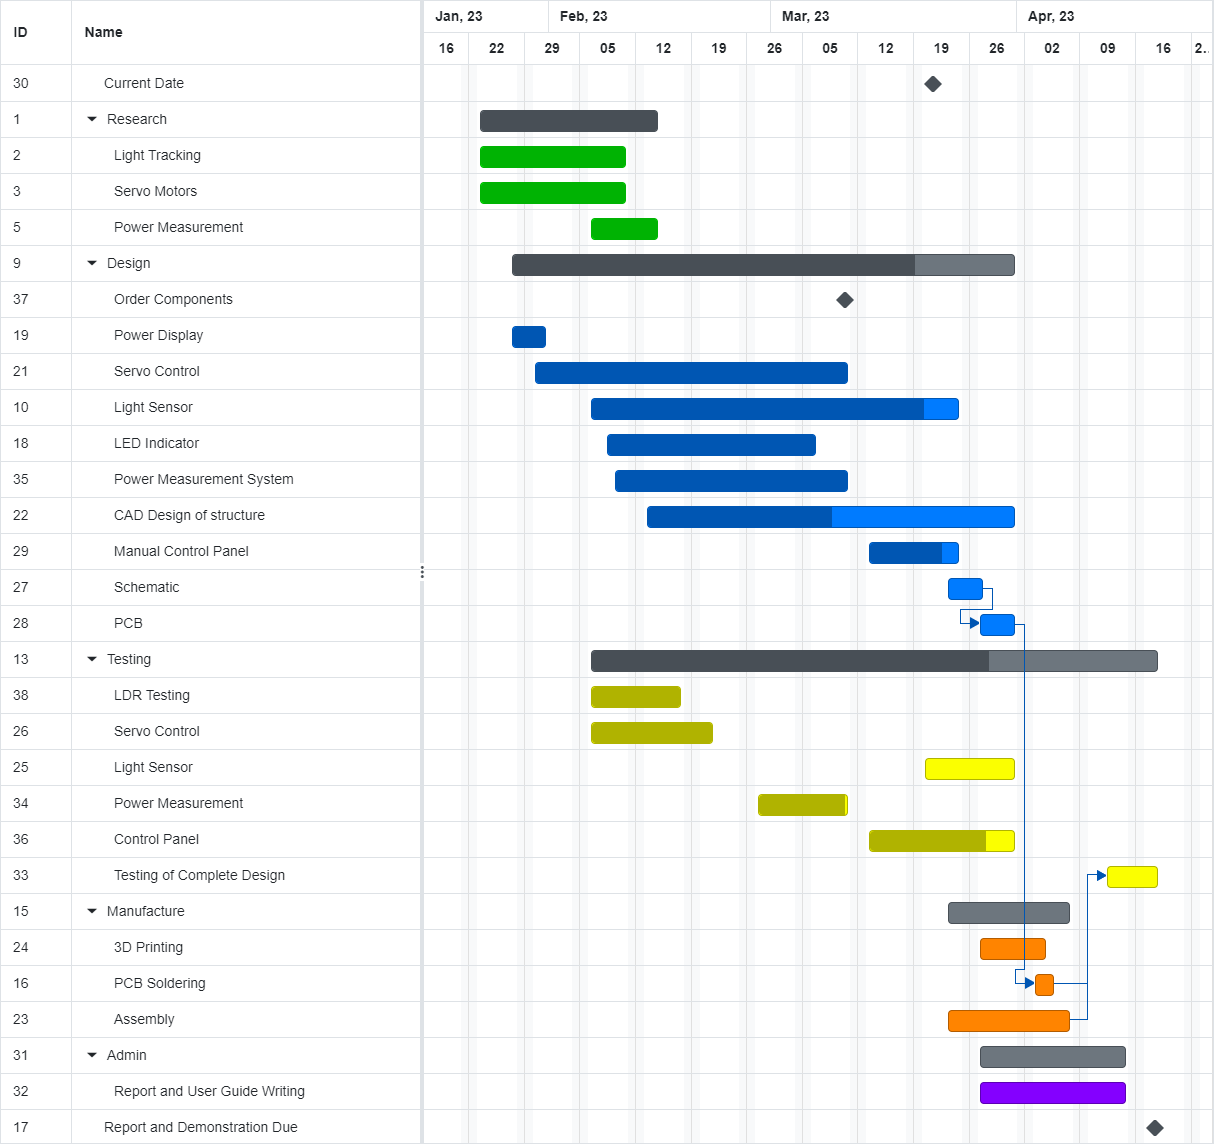 ID Name Jan, 23 Feb, 23 Mar, 23 Apr, 23
16 22 29 05 12 19 26 05 12 19 26 02 09 16 2..
30 Current Date
1 Research
2 Light Tracking
3 Servo Motors
5 Power Measurement
9 Design
37 Order Components
19 Power Display
21 Servo Control
10 Light Sensor
18 LED Indicator
35 Power Measurement System
22 CAD Design of structure
29 Manual Control Panel
27 Schematic
28 PCB
13 Testing
38 LDR Testing
26 Servo Control
25 Light Sensor
34 Power Measurement
36 Control Panel
33 Testing of Complete Design
15 Manufacture
24 3D Printing
16 PCB Soldering
23 Assembly
31 Admin
32 Report and User Guide Writing
17 Report and Demonstration Due